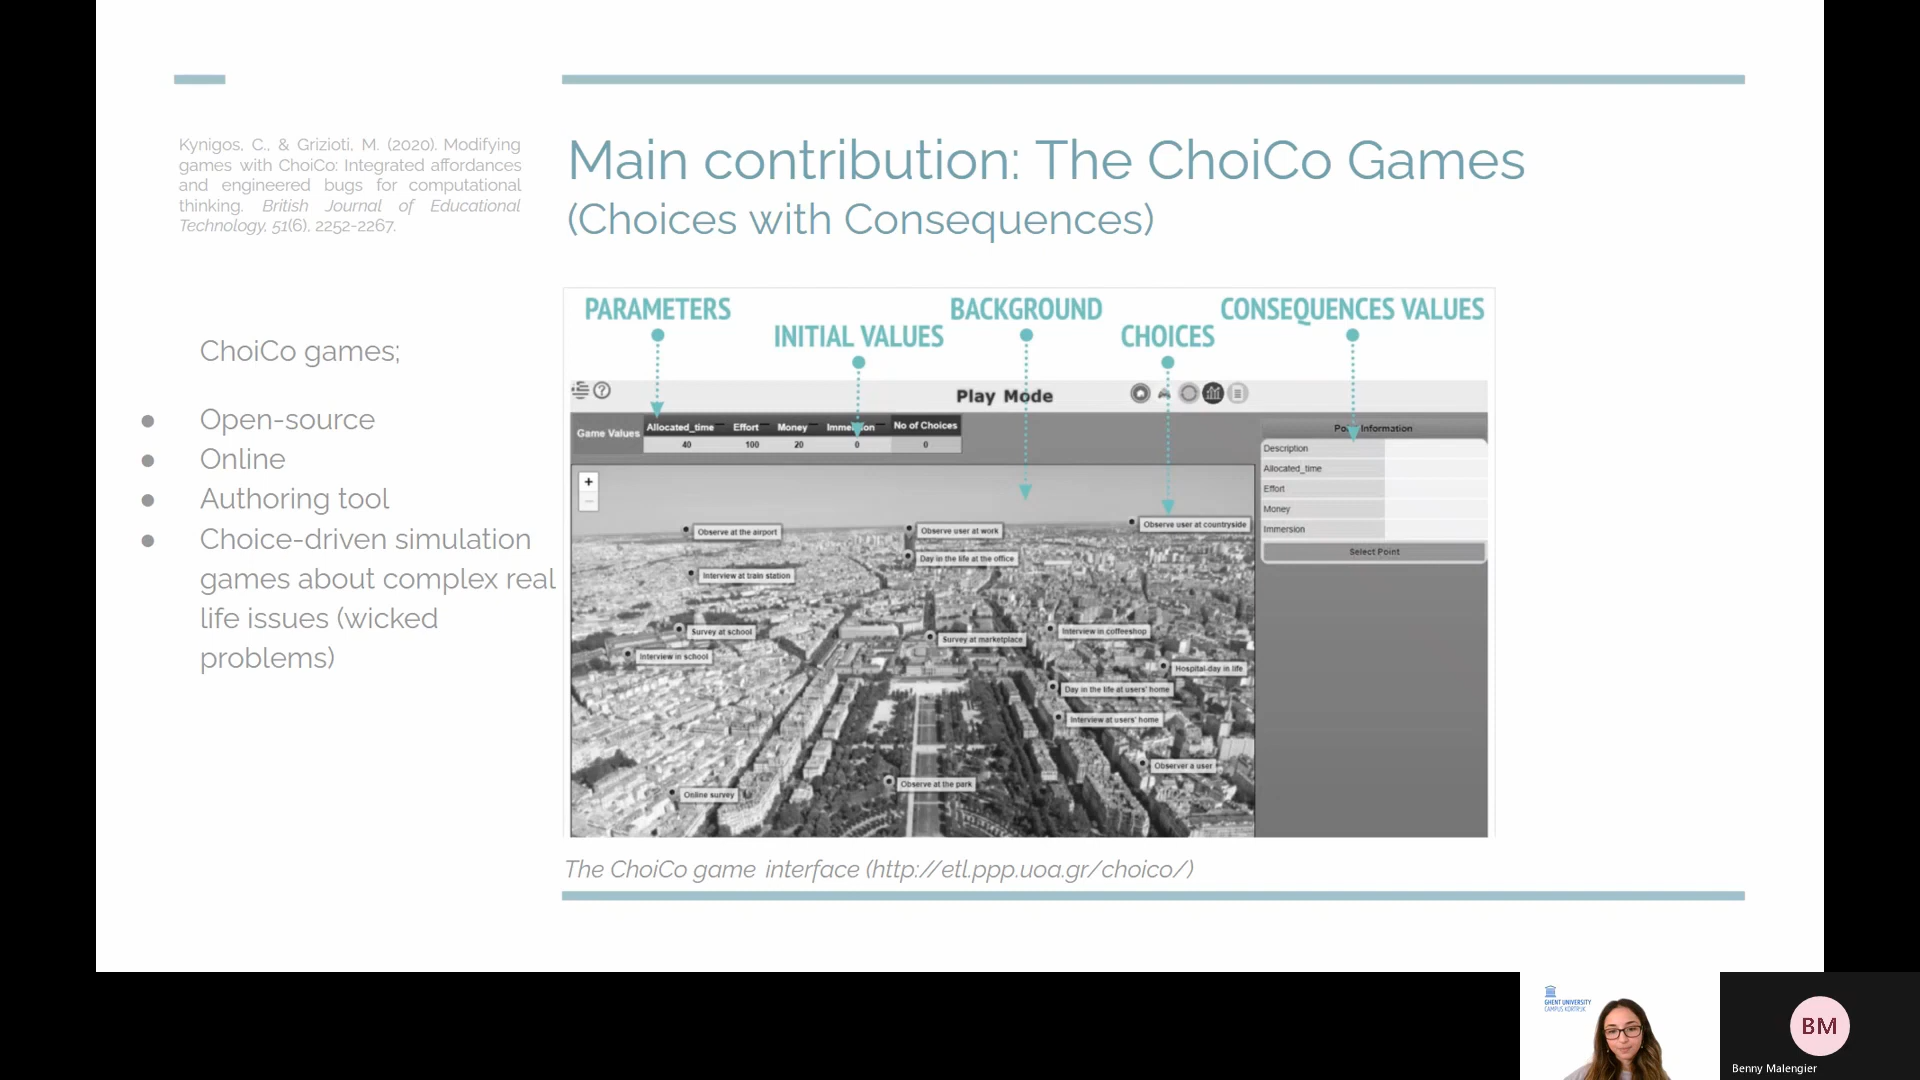 Kynigos, C., & Grizioti, M. (2020). Modifying
games with ChoiCo: Integrated affordances
and engineered bugs for computational
thinking. British Journal of Educational
Technology, 51(6), 2252-2267.
Main contribution: The ChoiCo Games
(Choices with Consequences)
ChoiCo games;
● Open-source
● Online
● Authoring tool
● Choice-driven simulation
games about complex real
life issues (wicked
problems)
PARAMETERS
INITIAL VALUES
BACKGROUND
CHOICES
CONSEQUENCES VALUES
Play Mode
Game Values
Allocated_time Effort Money No of Choices
40 100 20 0 0
Information
Description
Allocated_time
Effort
Money
Immersion
Select Point
+
Observe at the airport
Observe user at work
Observe user at countryside
Day in the life at the office
Interview at train station
Survey at school
Survey at marketplace
Interview in coffeeshop
Interview in school
Hospital-day in life
Day in the life at users' home
Interview at users' home
Observer a user
Observe at the park
Online survey
The ChoiCo game interface (http://etl.ppp.uoa.gr/choico/)
GHENT UNIVERSITY
CAMPUS KORTRIJK
BM
Benny Malengier